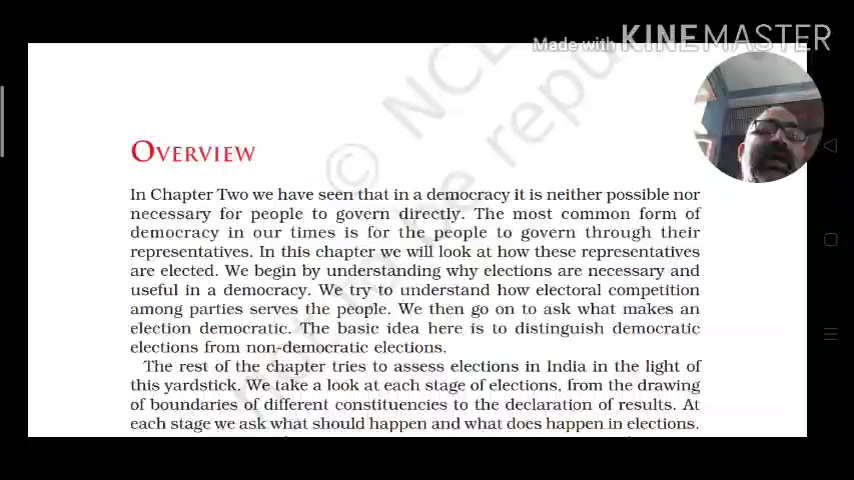 Made with KINEMASTER
OVERVIEW
In Chapter Two we have seen that in a democracy it is neither possible nor
necessary for people to govern directly. The most common form of
democracy in our times is for the people to govern through their
representatives. In this chapter we will look at how these representatives
are elected. We begin by understanding why elections are necessary and
useful in a democracy. We try to understand how electoral competition
among parties serves the people. We then go on to ask what makes an
election democratic. The basic idea here is to distinguish democratic
elections from non-democratic elections.
The rest of the chapter tries to assess elections in India in the light of
this yardstick. We take a look at each stage of elections, from the drawing
of boundaries of different constituencies to the declaration of results. At
each stage we ask what should happen and what does happen in elections.
© NCE
not to be repu